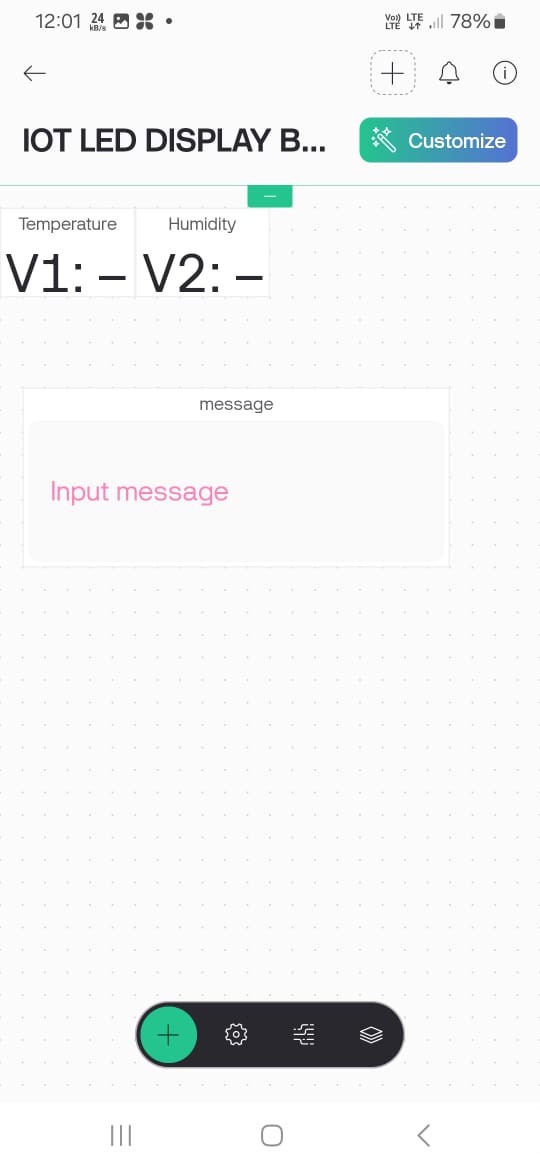 12:01 24 KB/s Vo)) LTE LTE 78%
IOT LED DISPLAY B...
Customize
Temperature Humidity
V1: – V2: –
message
Input message